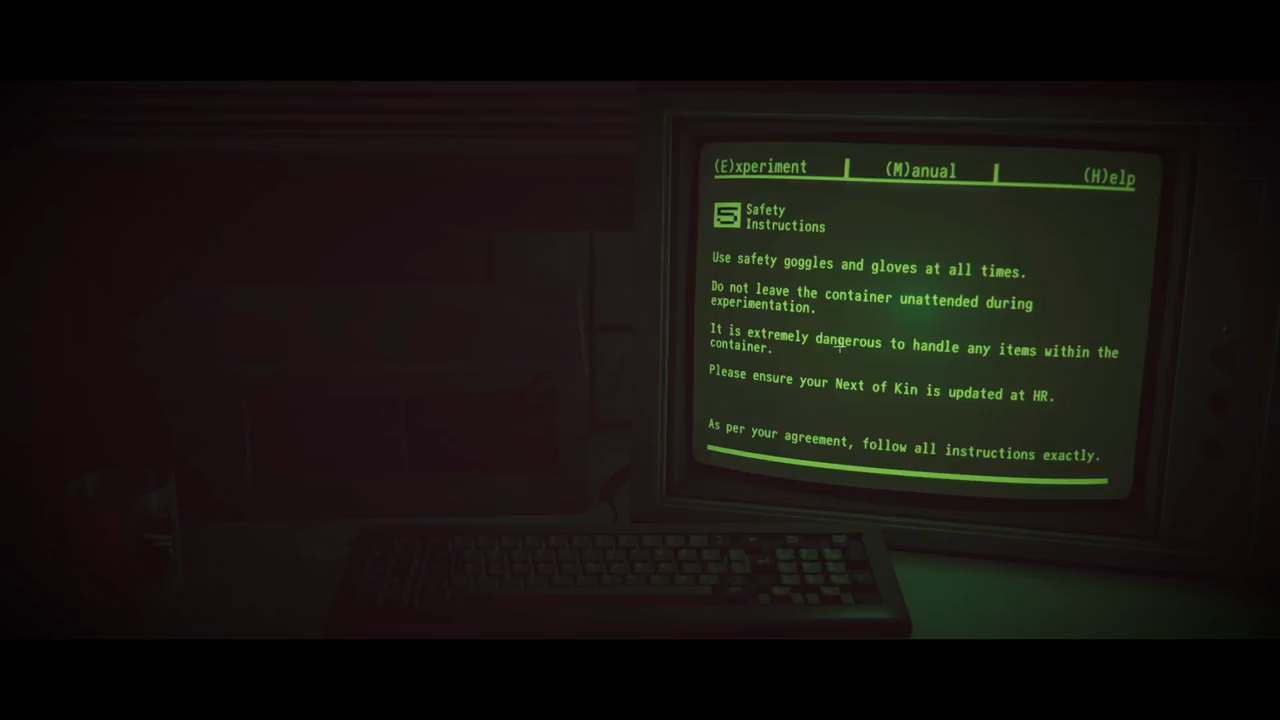 (E)xperiment (M)anual (H)elp
Safety
Instructions
Use safety goggles and gloves at all times.
Do not leave the container unattended during
experimentation.
It is extremely dangerous to handle any items within the
container.
Please ensure your Next of Kin is updated at HR.
As per your agreement, follow all instructions exactly.